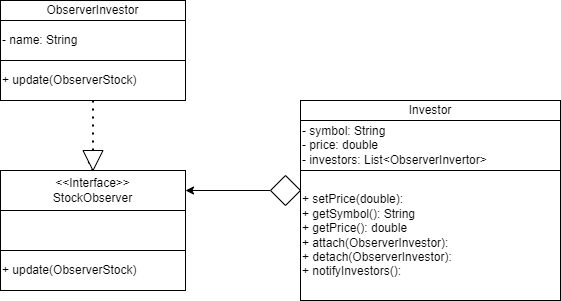 ObserverInvestor
- name: String
+ update(ObserverStock)
<<Interface>>
StockObserver
+ update(ObserverStock)
Investor
- symbol: String
- price: double
- investors: List<ObserverInvertor>
+ setPrice(double):
+ getSymbol(): String
+ getPrice(): double
+ attach(ObserverInvestor):
+ detach(ObserverInvestor):
+ notifyInvestors():